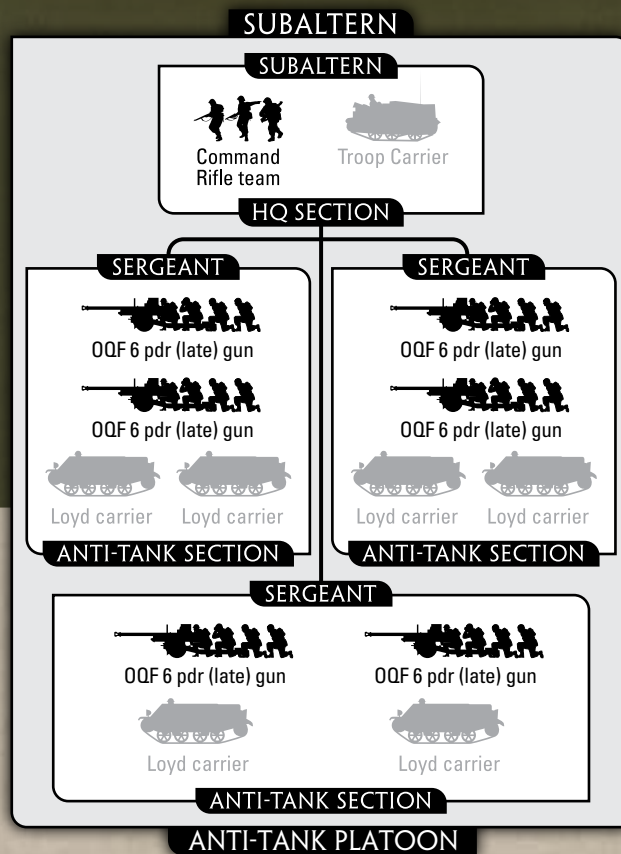 SUBALTERN
SUBALTERN
Command
Rifle team
Troop Carrier
HQ SECTION
SERGEANT
OQF 6 pdr (late) gun
OQF 6 pdr (late) gun
Loyd carrier
Loyd carrier
ANTI-TANK SECTION
SERGEANT
OQF 6 pdr (late) gun
OQF 6 pdr (late) gun
Loyd carrier
Loyd carrier
ANTI-TANK SECTION
SERGEANT
OQF 6 pdr (late) gun
OQF 6 pdr (late) gun
Loyd carrier
Loyd carrier
ANTI-TANK SECTION
ANTI-TANK PLATOON